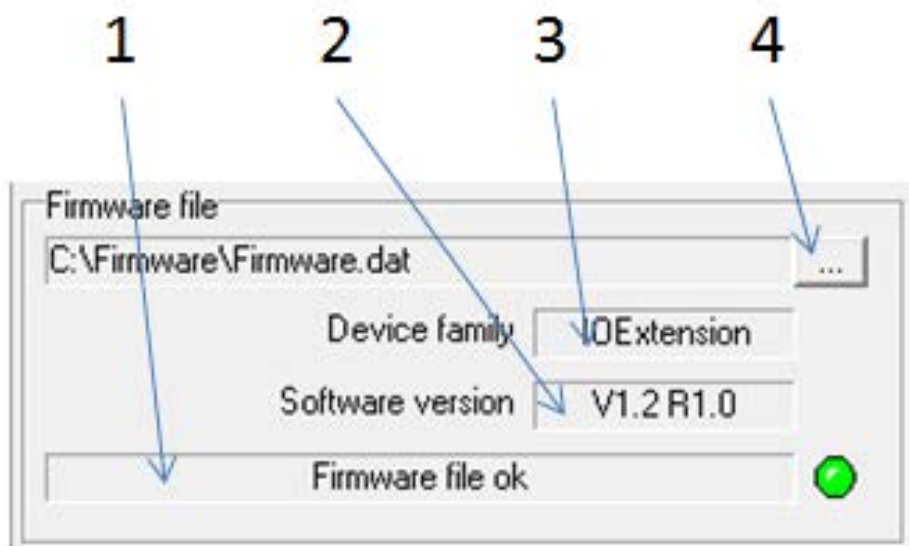 1 2 3 4
Firmware file
C:\Firmware\Firmware.dat ...
Device family IOExtension
Software version V1.2 R1.0
Firmware file ok